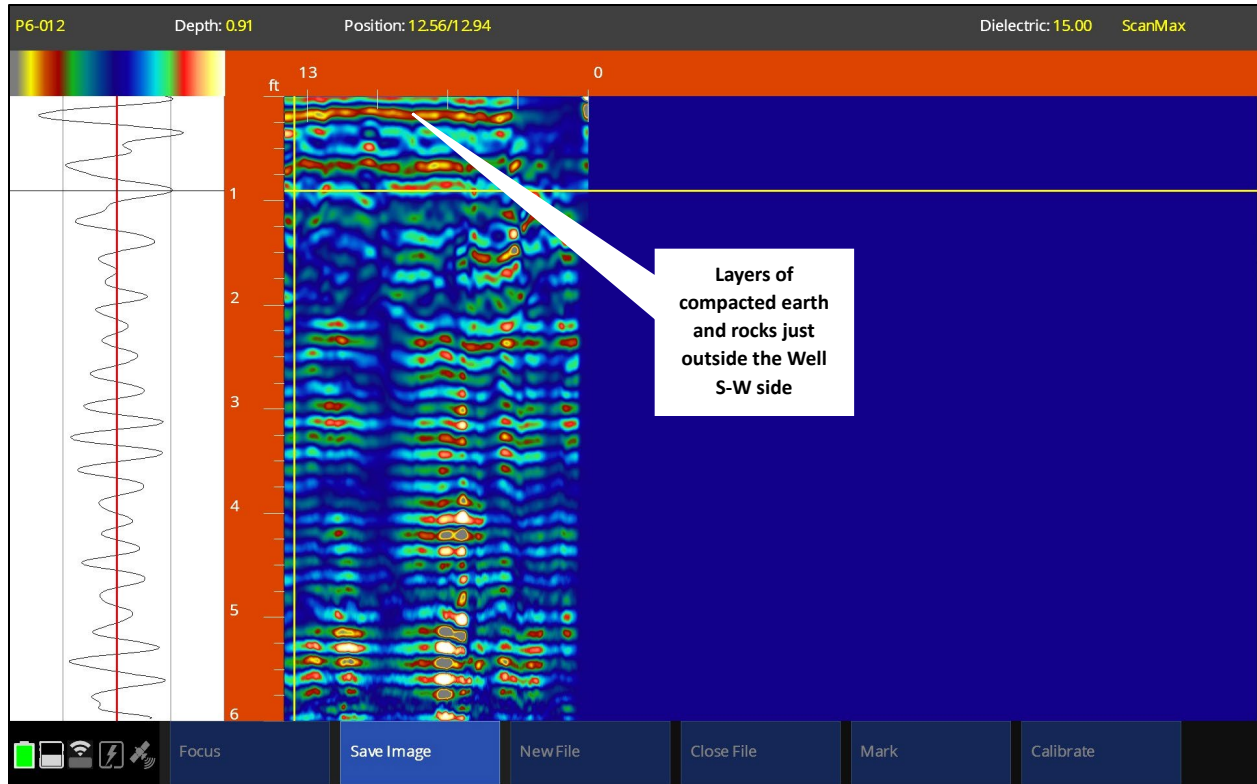 P6-012 Depth: 0.91 Position: 12.56/12.94 Dielectric: 15.00 ScanMax
ft 13 0
1
Layers of
compacted earth
and rocks just
outside the Well
S-W side
2
3
4
5
6
Focus Save Image New File Close File Mark Calibrate